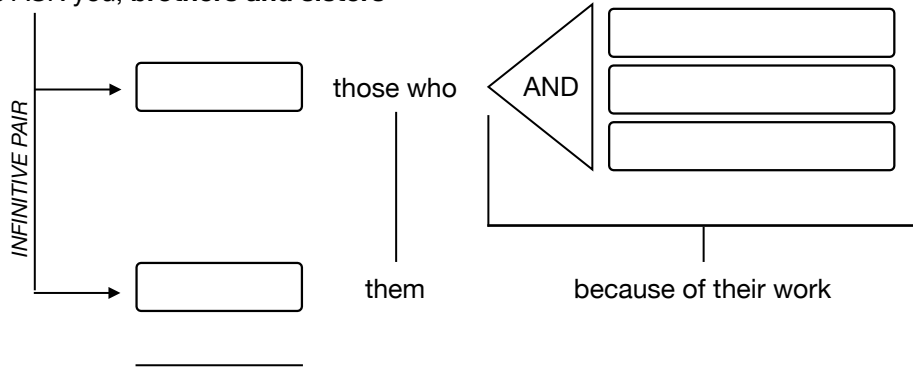 you, brothers and sisters
those who
AND
INFINITIVE PAIR
them
because of their work